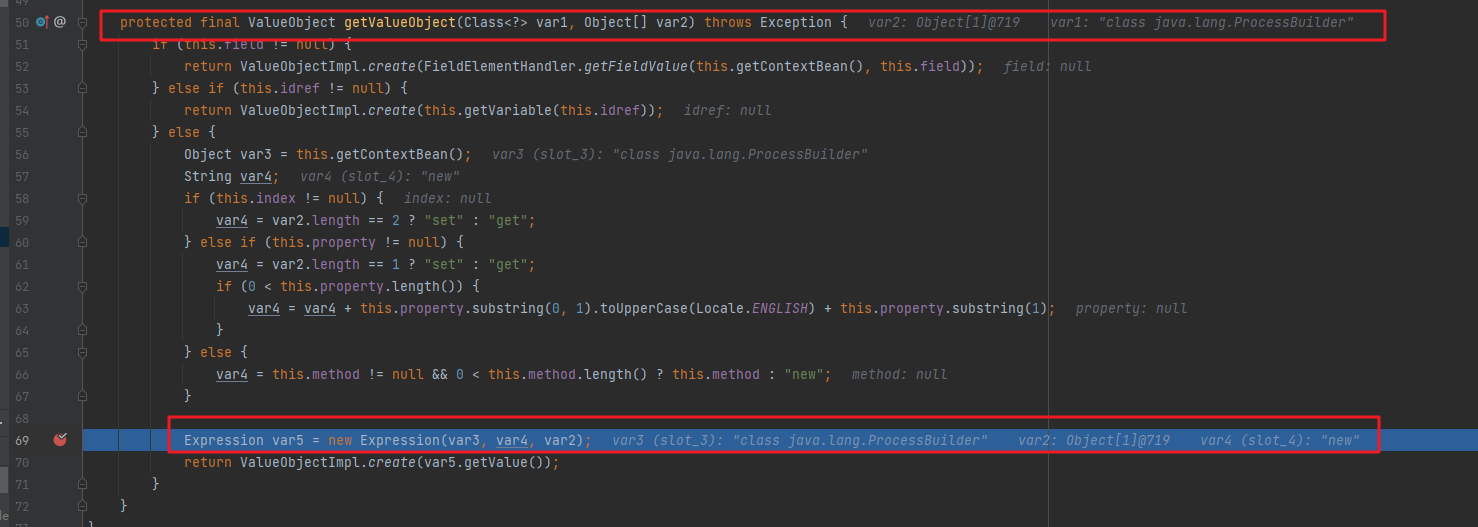 49
50 @ protected final ValueObject getValueObject(Class<?> var1, Object[] var2) throws Exception { var2: Object[1]@719 var1: "class java.lang.ProcessBuilder"
51 if (this.field != null) {
52 return ValueObjectImpl.create(FieldElementHandler.getFieldValue(this.getContextBean(), this.field)); field: null
53 } else if (this.idref != null) {
54 return ValueObjectImpl.create(this.getVariable(this.idref)); idref: null
55 } else {
56 Object var3 = this.getContextBean(); var3 (slot_3): "class java.lang.ProcessBuilder"
57 String var4; var4 (slot_4): "new"
58 if (this.index != null) { index: null
59 var4 = var2.length == 2 ? "set" : "get";
60 } else if (this.property != null) {
61 var4 = var2.length == 1 ? "set" : "get";
62 if (0 < this.property.length()) {
63 var4 = var4 + this.property.substring(0, 1).toUpperCase(Locale.ENGLISH) + this.property.substring(1); property: null
64 }
65 } else {
66 var4 = this.method != null && 0 < this.method.length() ? this.method : "new"; method: null
67 }
68
69 Expression var5 = new Expression(var3, var4, var2); var3 (slot_3): "class java.lang.ProcessBuilder" var2: Object[1]@719 var4 (slot_4): "new"
70 return ValueObjectImpl.create(var5.getValue());
71 }
72 }